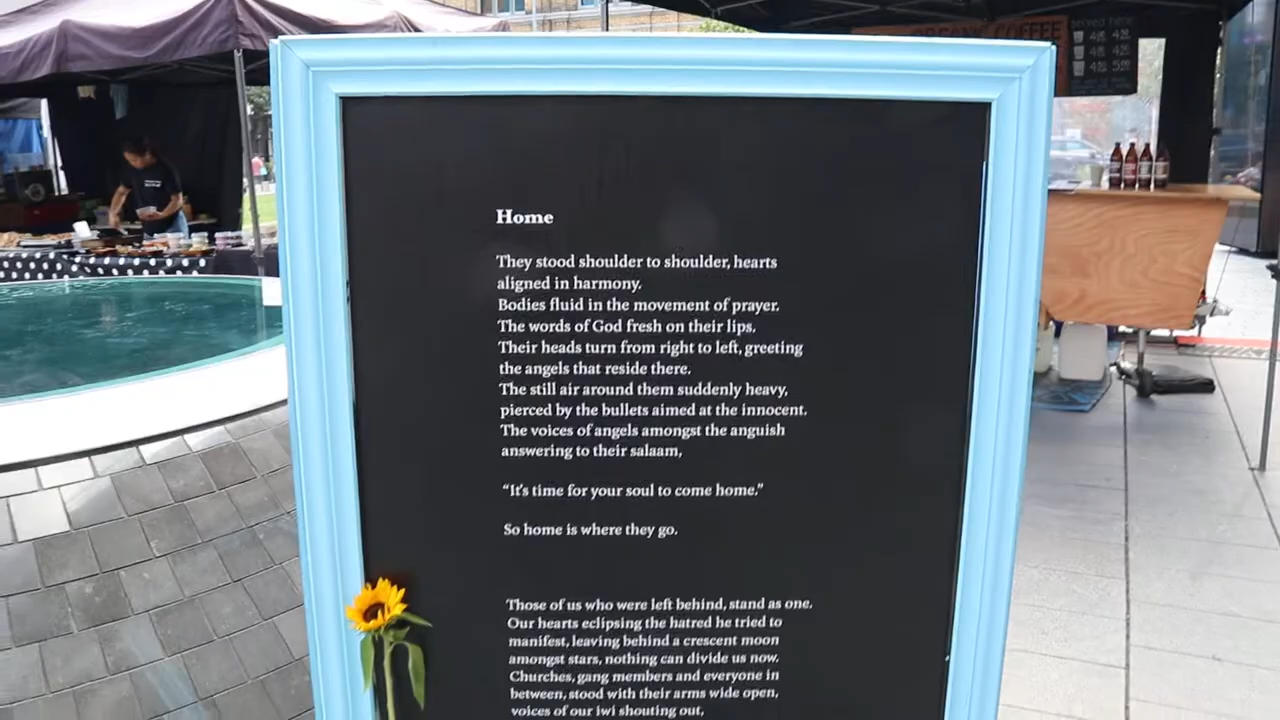 ORGANIC COFFEE
Home
They stood shoulder to shoulder, hearts
aligned in harmony.
Bodies fluid in the movement of prayer.
The words of God fresh on their lips.
Their heads turn from right to left, greeting
the angels that reside there.
The still air around them suddenly heavy,
pierced by the bullets aimed at the innocent.
The voices of angels amongst the anguish
answering to their salaam,
“It's time for your soul to come home.”
So home is where they go.
Those of us who were left behind, stand as one.
Our hearts eclipsing the hatred he tried to
manifest, leaving behind a crescent moon
amongst stars, nothing can divide us now.
Churches, gang members and everyone in
between, stood with their arms wide open,
voices of our iwi shouting out,